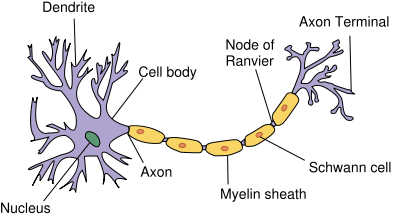 Dendrite
Axon Terminal
Node of
Ranvier
Cell body
Axon
Schwann cell
Myelin sheath
Nucleus